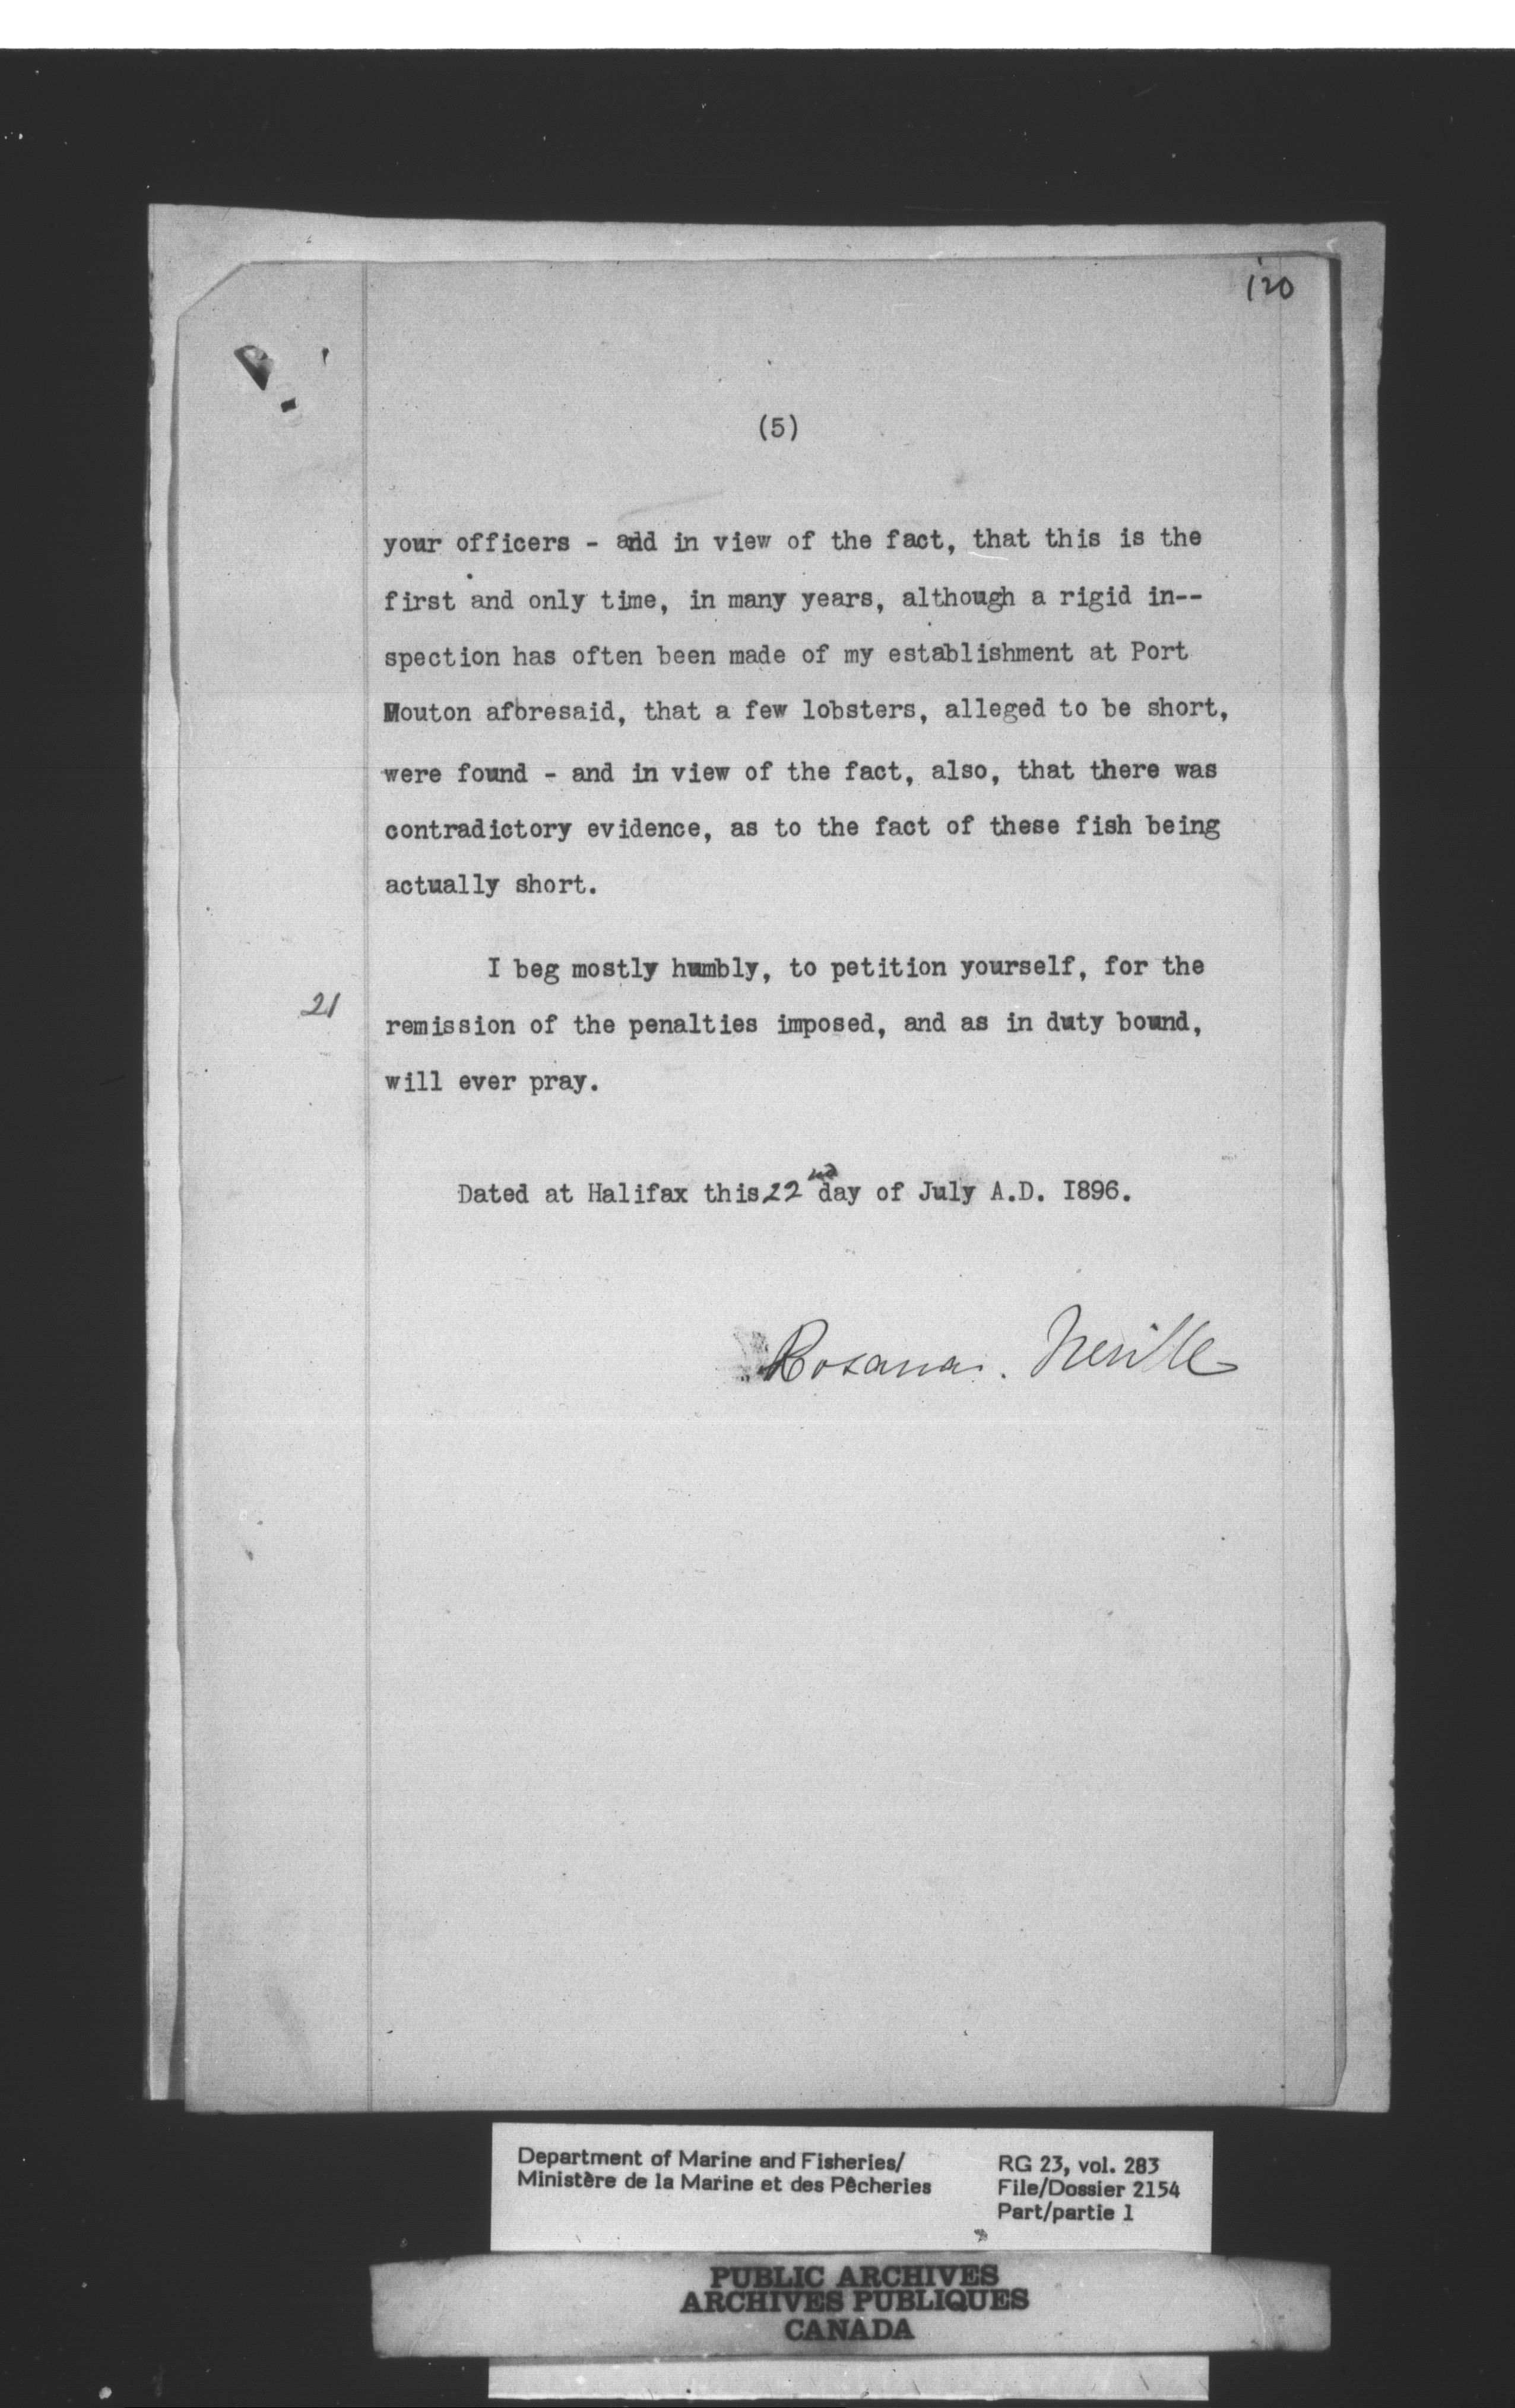 120
(5)
your officers - and in view of the fact, that this is the
first and only time, in many years, although a rigid in--
spection has often been made of my establishment at Port
Mouton aforesaid, that a few lobsters, alleged to be short,
were found - and in view of the fact, also, that there was
contradictory evidence, as to the fact of these fish being
actually short.
I beg mostly humbly, to petition yourself, for the
21
remission of the penalties imposed, and as in duty bound,
will ever pray.
Dated at Halifax this 22nd day of July A.D. I896.
Rosanna. Neville
Department of Marine and Fisheries/
Ministère de la Marine et des Pêcheries
RG 23, vol. 283
File/Dossier 2154
Part/partie 1
PUBLIC ARCHIVES
ARCHIVES PUBLIQUES
CANADA